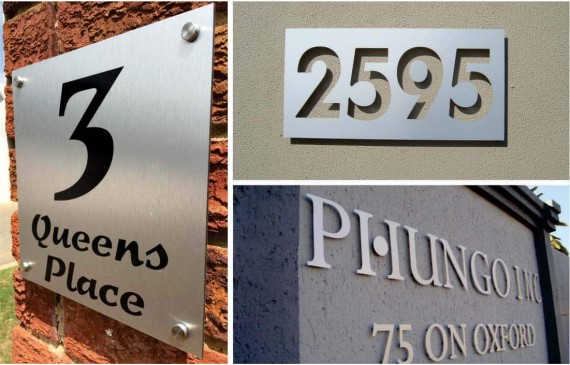 3
Queens
Place
2595
PHUNGO INC
75 ON OXFORD